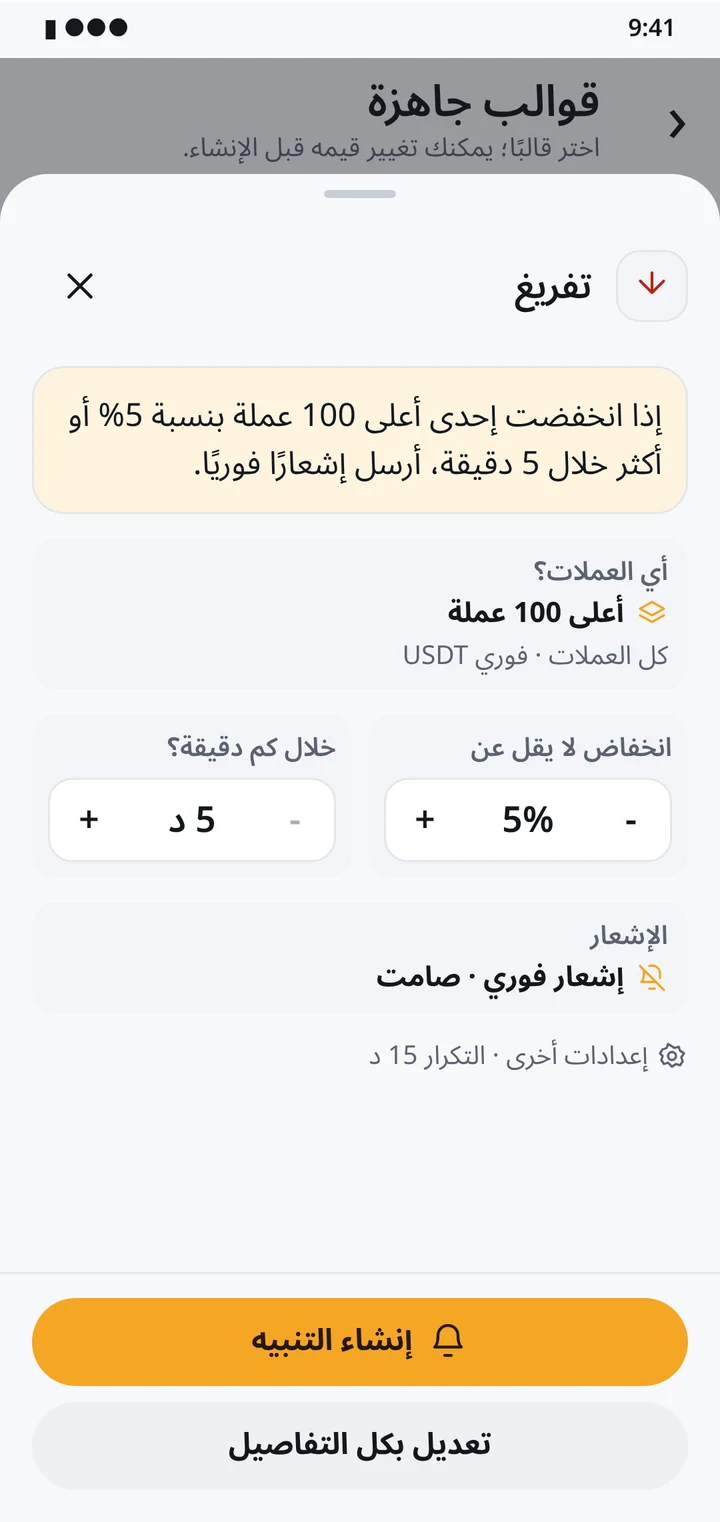 9:41
قوالب جاهزة
اختر قالبًا؛ يمكنك تغيير قيمه قبل الإنشاء.
تفريغ
إذا انخفضت إحدى أعلى 100 عملة بنسبة 5% أو
أكثر خلال 5 دقيقة، أرسل إشعارًا فوريًا.
أي العملات؟
أعلى 100 عملة
كل العملات · فوري USDT
انخفاض لا يقل عن
- 5% +
خلال كم دقيقة؟
- 5 د +
الإشعار
إشعار فوري · صامت
إعدادات أخرى · التكرار 15 د
إنشاء التنبيه
تعديل بكل التفاصيل